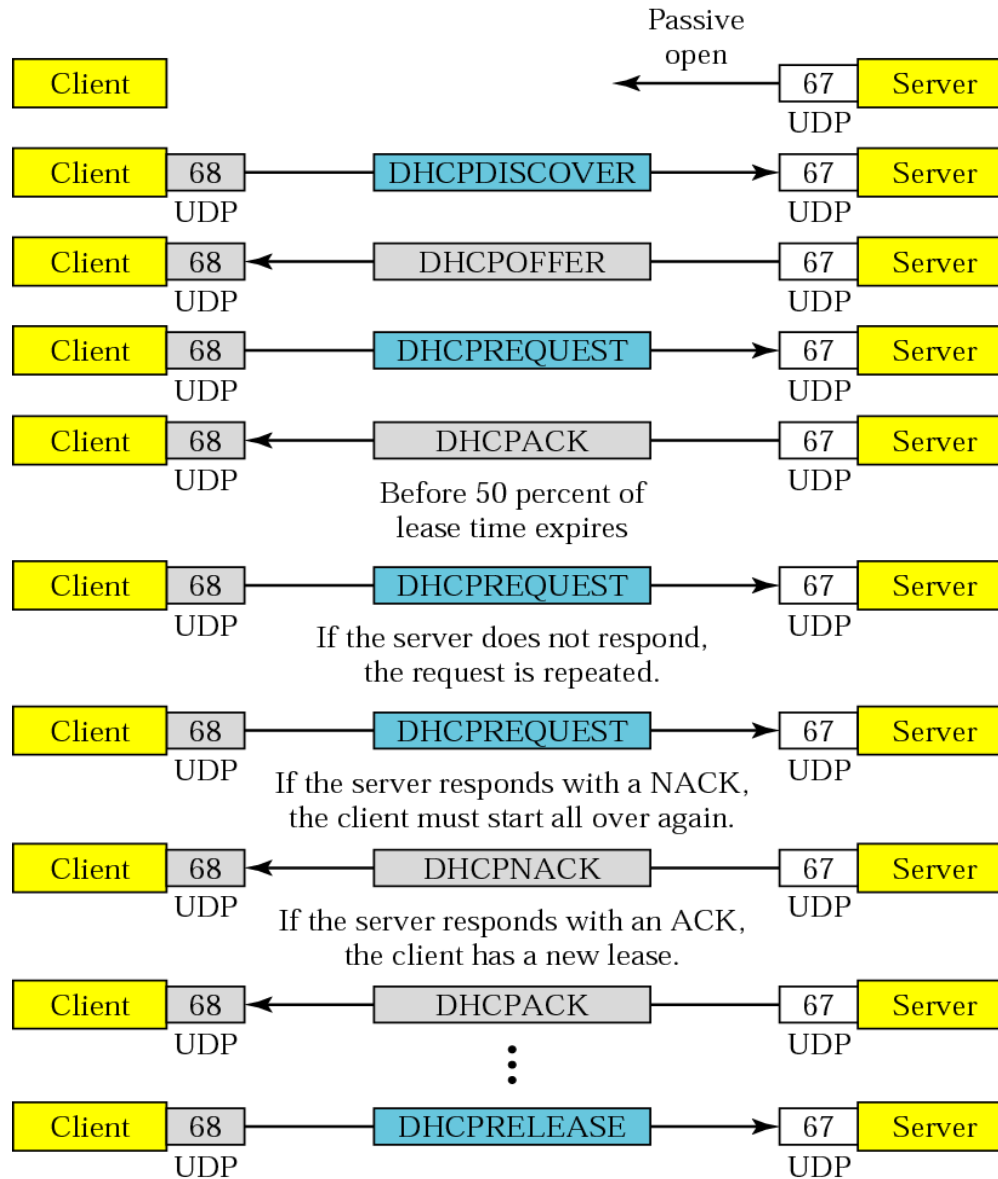 Passive
open
Client 67 Server
UDP
Client 68 DHCPDISCOVER 67 Server
UDP UDP
Client 68 DHCPOFFER 67 Server
UDP UDP
Client 68 DHCPREQUEST 67 Server
UDP UDP
Client 68 DHCPACK 67 Server
UDP UDP
Before 50 percent of
lease time expires
Client 68 DHCPREQUEST 67 Server
UDP UDP
If the server does not respond,
the request is repeated.
Client 68 DHCPREQUEST 67 Server
UDP UDP
If the server responds with a NACK,
the client must start all over again.
Client 68 DHCPNACK 67 Server
UDP UDP
If the server responds with an ACK,
the client has a new lease.
Client 68 DHCPACK 67 Server
UDP UDP
Client 68 DHCPRELEASE 67 Server
UDP UDP